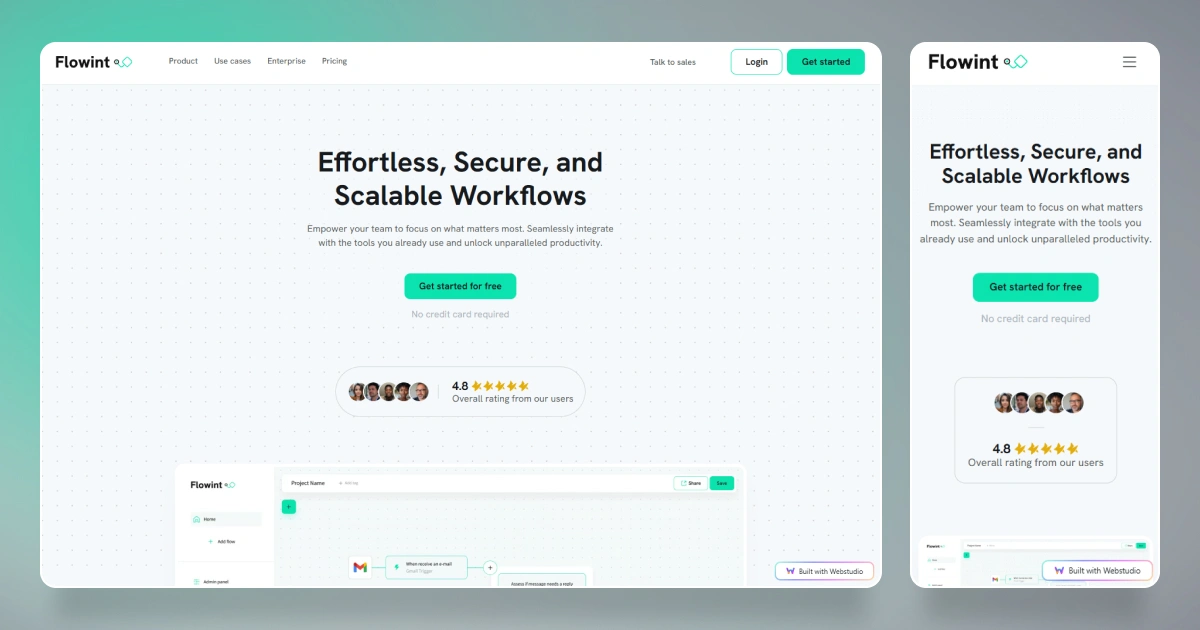 Flowint
Product Use cases Enterprise Pricing
Talk to sales
Login
Get started
Effortless, Secure, and
Scalable Workflows
Empower your team to focus on what matters most. Seamlessly integrate
with the tools you already use and unlock unparalleled productivity.
Get started for free
No credit card required
4.8
Overall rating from our users
Flowint
Home
+ Add flow
Admin panel
Project Name
+ Add tag
Share
Save
+
When receive an e-mail
Gmail Trigger
+
Assess if message needs a reply
Built with Webstudio
Flowint
Effortless, Secure, and
Scalable Workflows
Empower your team to focus on what matters
most. Seamlessly integrate with the tools you
already use and unlock unparalleled productivity.
Get started for free
No credit card required
4.8
Overall rating from our users
Flowint
Built with Webstudio